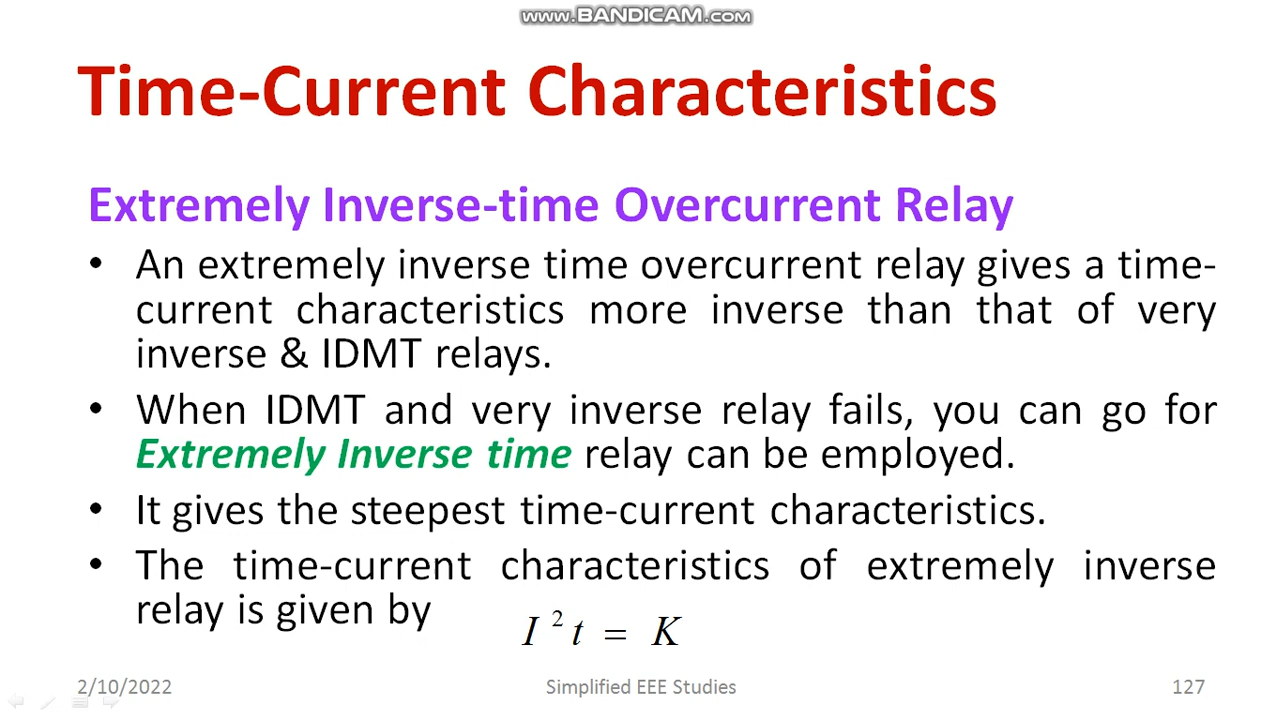 www.BANDICAM.com
Time-Current Characteristics
Extremely Inverse-time Overcurrent Relay
• An extremely inverse time overcurrent relay gives a time-
current characteristics more inverse than that of very
inverse & IDMT relays.
• When IDMT and very inverse relay fails, you can go for
Extremely Inverse time relay can be employed.
• It gives the steepest time-current characteristics.
• The time-current characteristics of extremely inverse
relay is given by
I² t = K
2/10/2022 Simplified EEE Studies 127